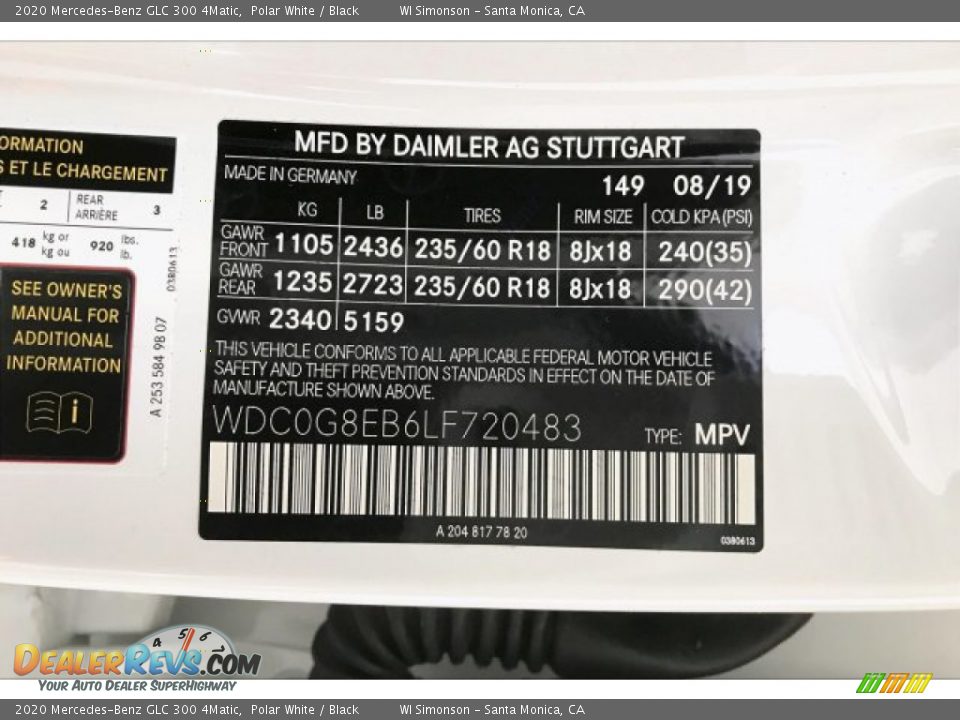 2020 Mercedes-Benz GLC 300 4Matic, Polar White / Black WI Simonson - Santa Monica, CA
ORMATION
S ET LE CHARGEMENT
2 REAR ARRIÈRE 3
418 kg or kg ou 920 lbs. lb.
0380613
SEE OWNER'S
MANUAL FOR
ADDITIONAL
INFORMATION
i
A 253 584 98 07
MFD BY DAIMLER AG STUTTGART
MADE IN GERMANY
149 08/19
KG LB TIRES RIM SIZE COLD KPA (PSI)
GAWR FRONT 1105 2436 235/60 R18 8Jx18 240(35)
GAWR REAR 1235 2723 235/60 R18 8Jx18 290(42)
GVWR 2340 5159
THIS VEHICLE CONFORMS TO ALL APPLICABLE FEDERAL MOTOR VEHICLE
SAFETY AND THEFT PREVENTION STANDARDS IN EFFECT ON THE DATE OF
MANUFACTURE SHOWN ABOVE.
WDC0G8EB6LF720483 TYPE: MPV
A 204 817 78 20
0380613
4 5 6 7
DEALERREVS.COM
YOUR AUTO DEALER SUPERHIGHWAY
2020 Mercedes-Benz GLC 300 4Matic, Polar White / Black WI Simonson - Santa Monica, CA